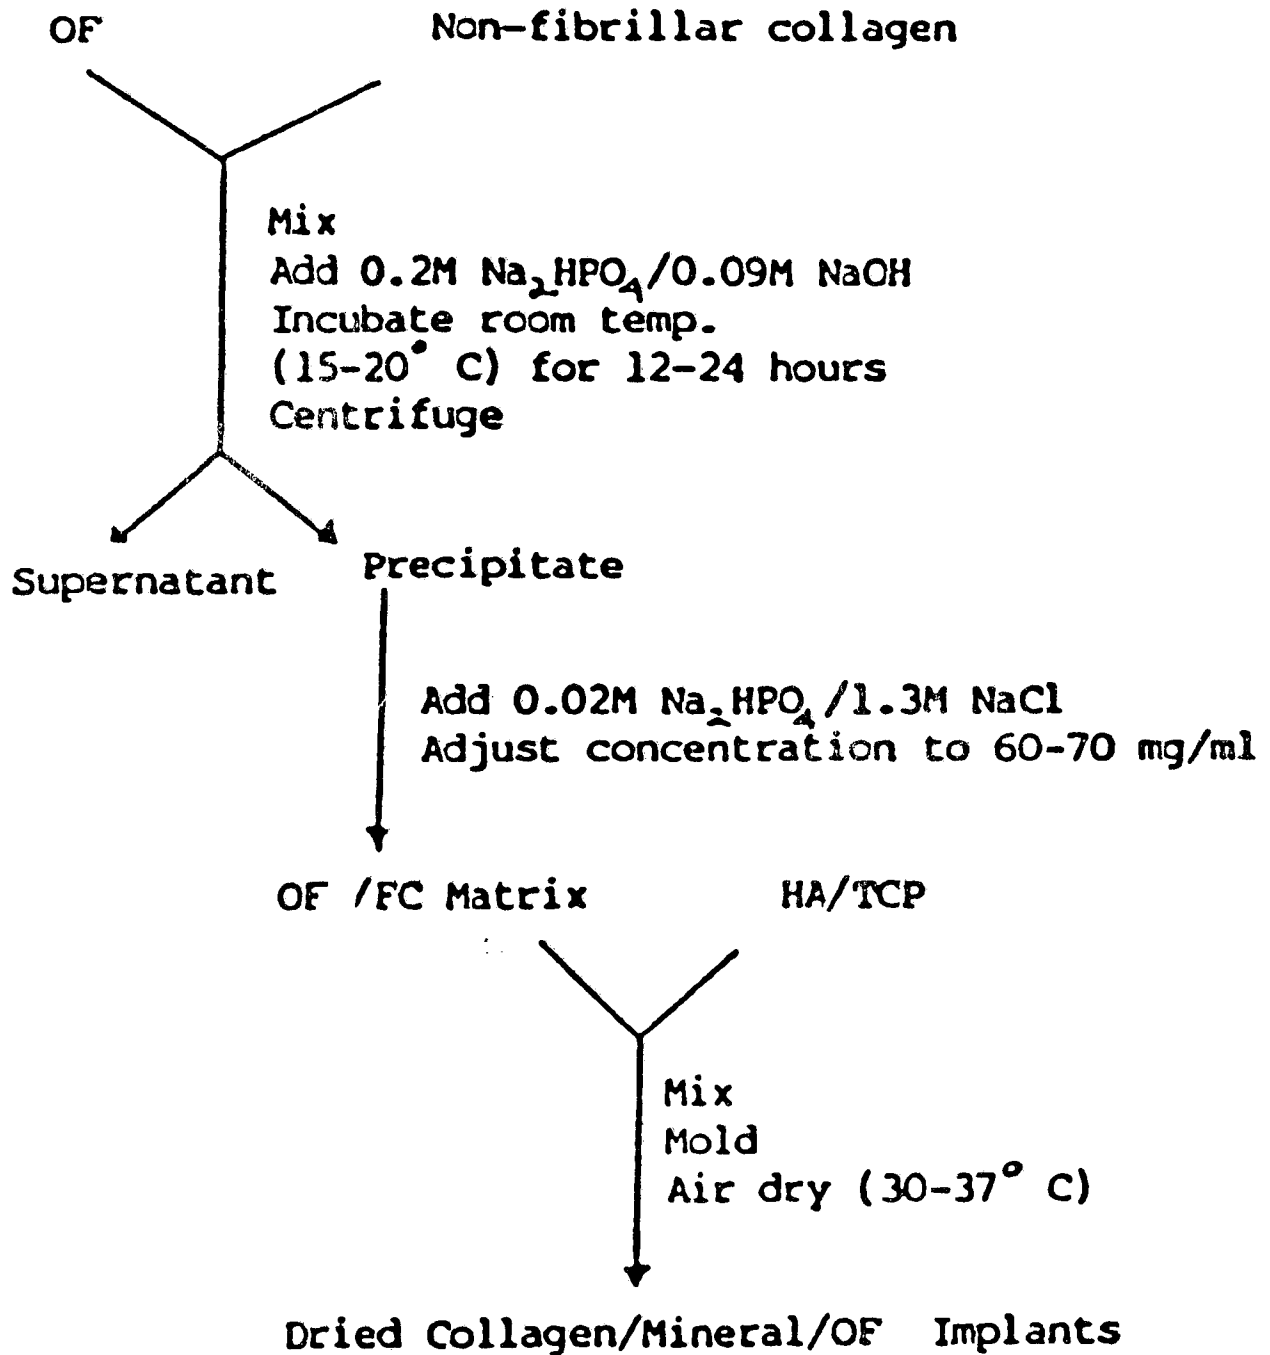 OF Non-fibrillar collagen
Mix
Add 0.2M Na₂HPO₄/0.09M NaOH
Incubate room temp.
(15-20° C) for 12-24 hours
Centrifuge
Supernatant Precipitate
Add 0.02M Na₂HPO₄/1.3M NaCl
Adjust concentration to 60-70 mg/ml
OF /FC Matrix HA/TCP
Mix
Mold
Air dry (30-37° C)
Dried Collagen/Mineral/OF Implants